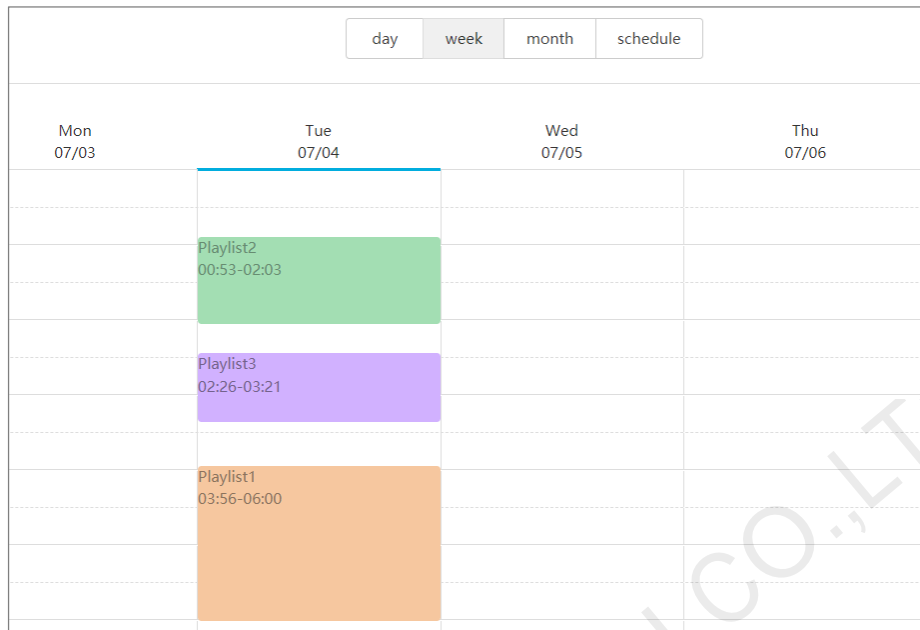 day week month schedule
Mon Tue Wed Thu
07/03 07/04 07/05 07/06
Playlist2
00:53-02:03
Playlist3
02:26-03:21
Playlist1
03:56-06:00
CO.,LT